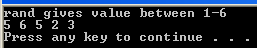 rand gives value between 1-6
5 6 5 2 3
Press any key to continue . . .